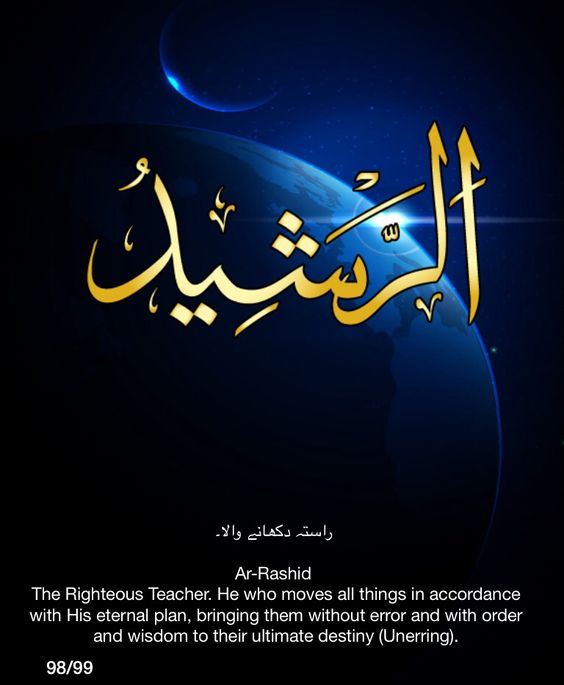 الرَّشِيدُ
راستہ دکھانے والا۔
Ar-Rashid
The Righteous Teacher. He who moves all things in accordance
with His eternal plan, bringing them without error and with order
and wisdom to their ultimate destiny (Unerring).
98/99